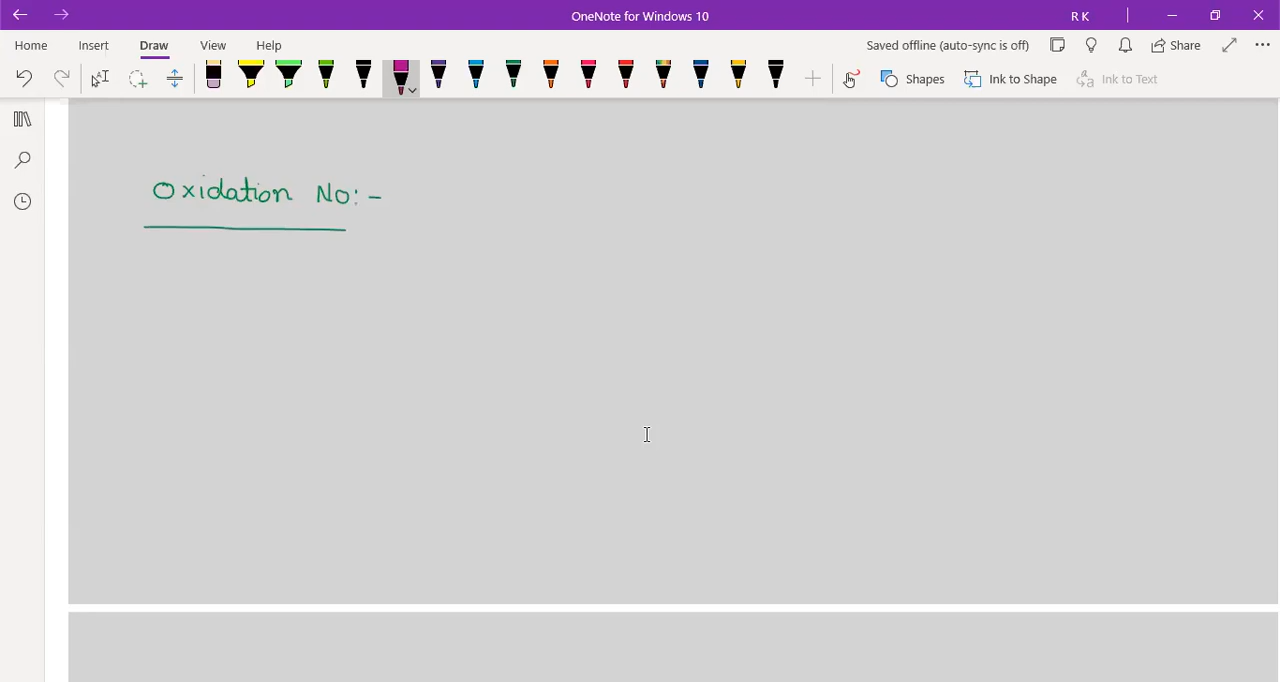 OneNote for Windows 10
R K
Home Insert Draw View Help
Saved offline (auto-sync is off) Share
Shapes Ink to Shape Ink to Text
Oxidation No:-